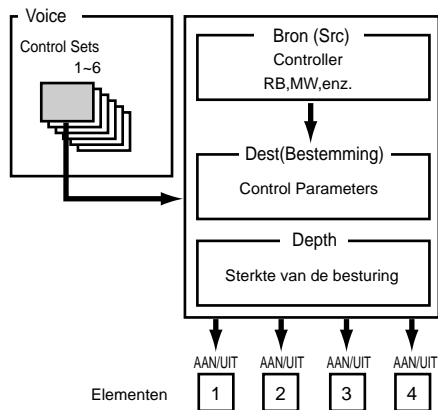 Voice
Control Sets
1~6
Bron (Src)
Controller
RB,MW,enz.
Dest(Bestemming)
Control Parameters
Depth
Sterkte van de besturing
AAN/UIT AAN/UIT AAN/UIT AAN/UIT
Elementen 1 2 3 4